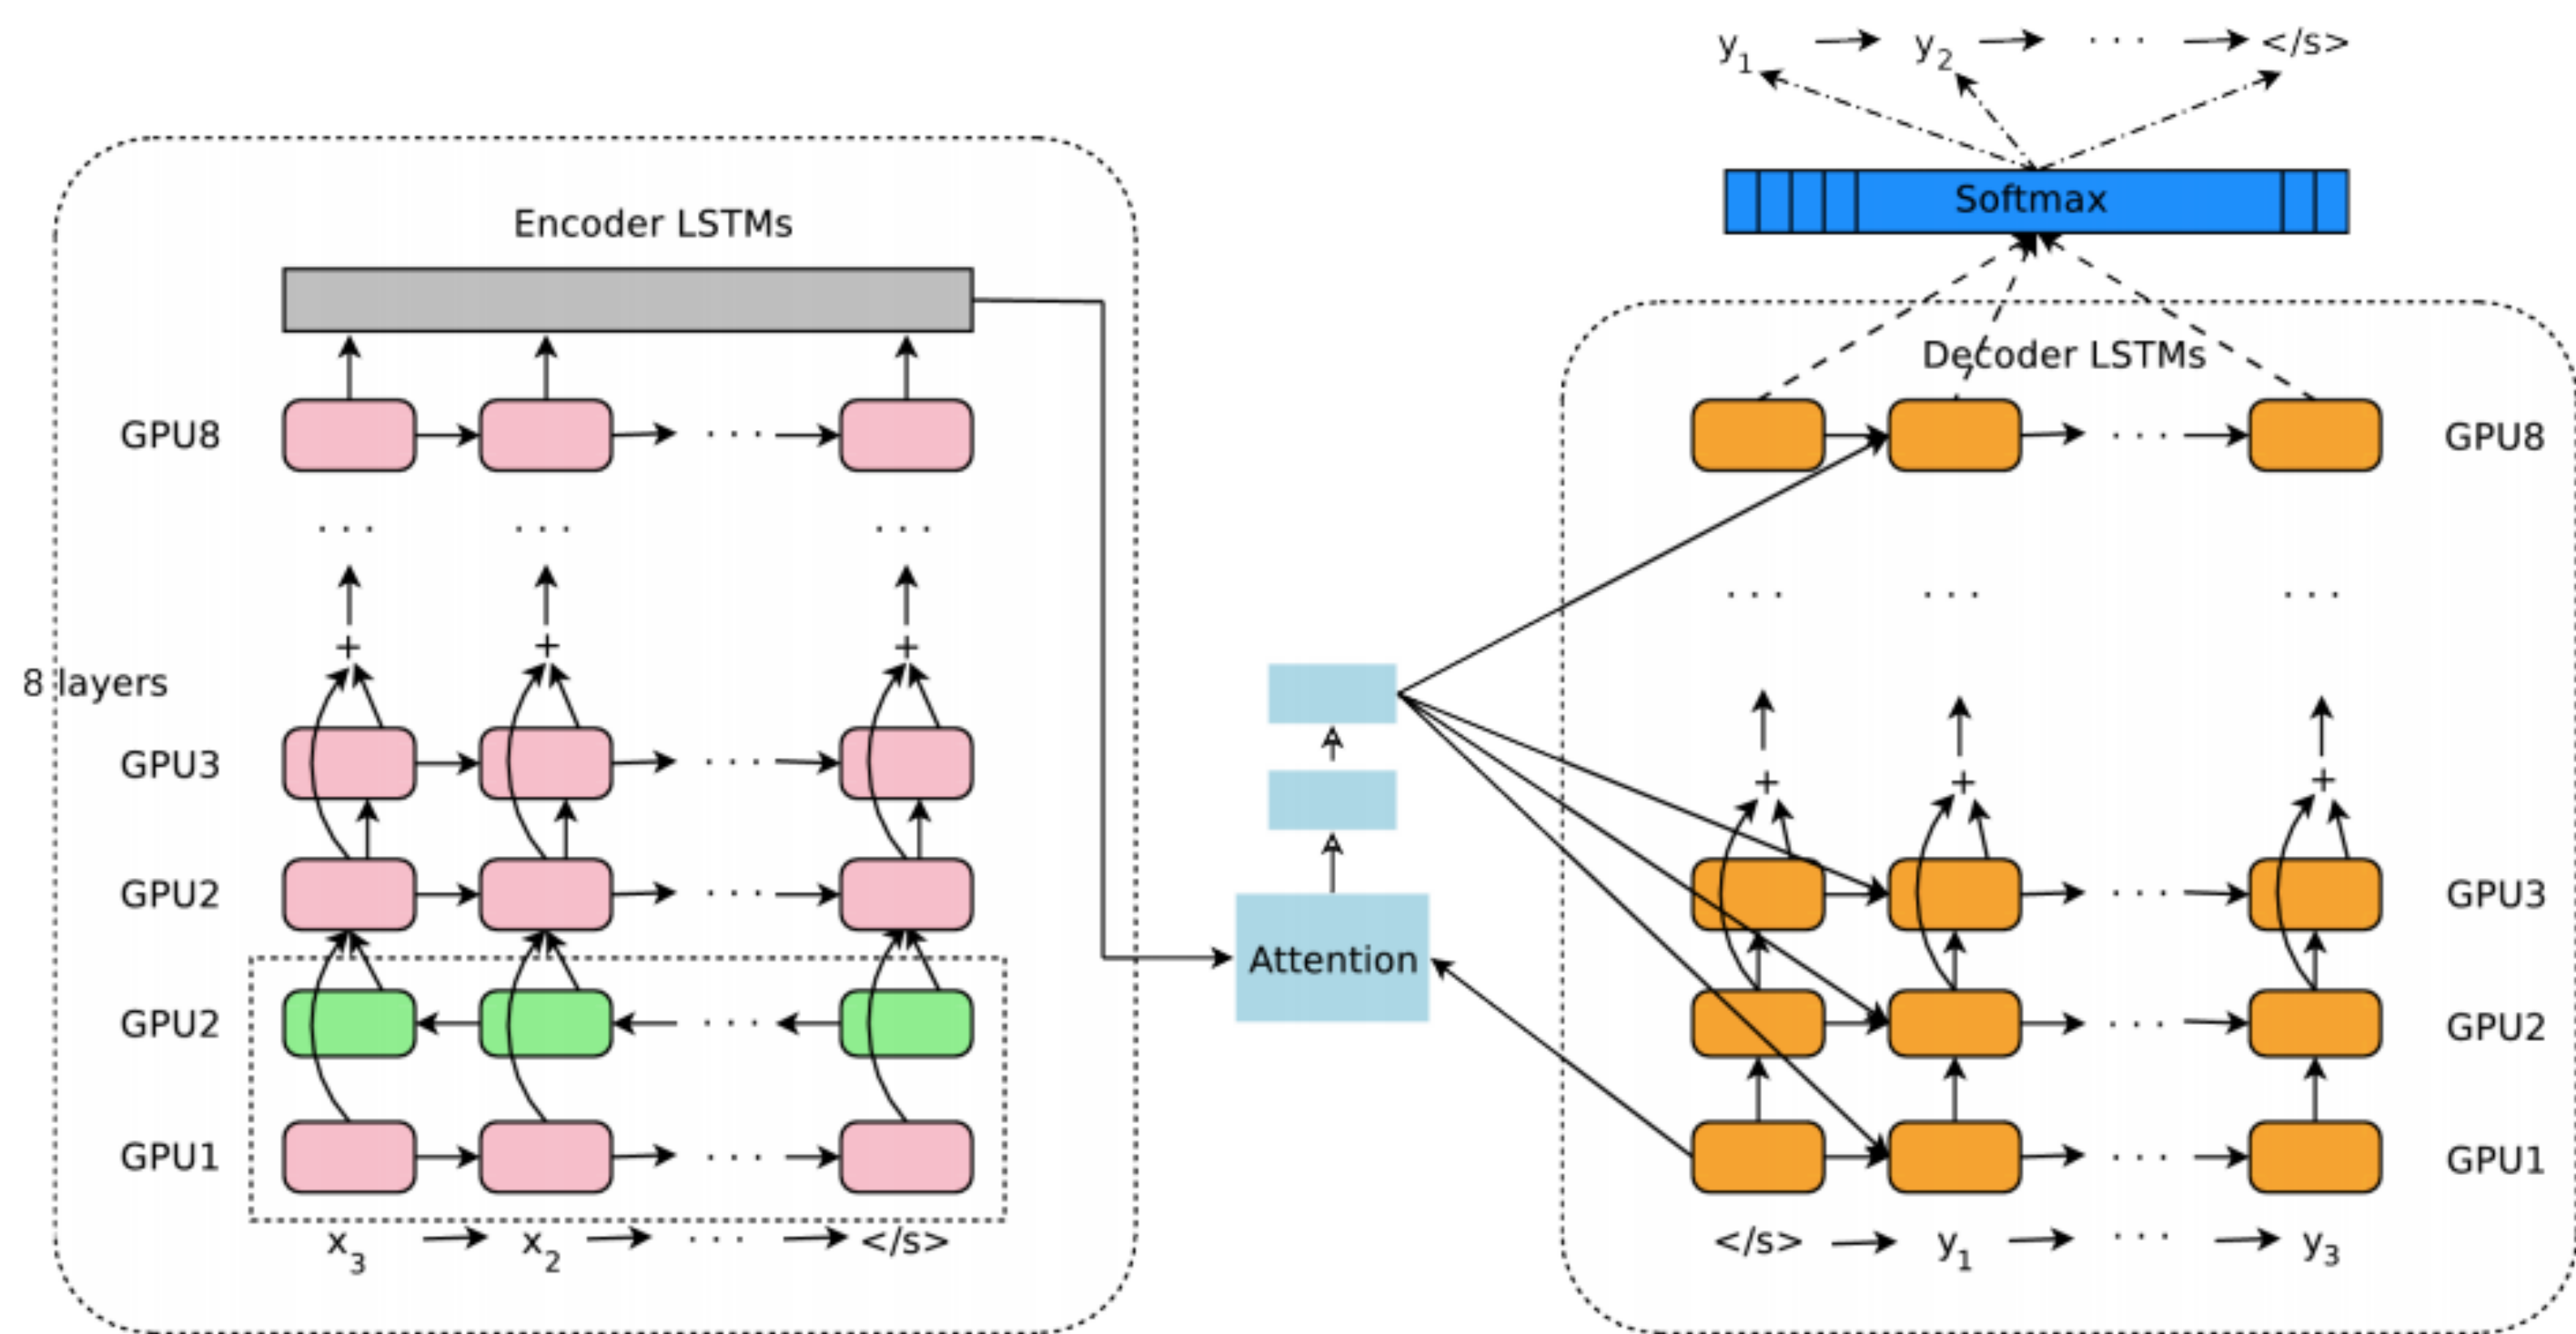 y1 → y2 → ··· → </s>
Softmax
Encoder LSTMs
Decoder LSTMs
GPU8
GPU8
8 layers
GPU3
GPU2
GPU2
GPU1
Attention
GPU3
GPU2
GPU1
x3 → x2 → ··· → </s>
</s> → y1 → ··· → y3